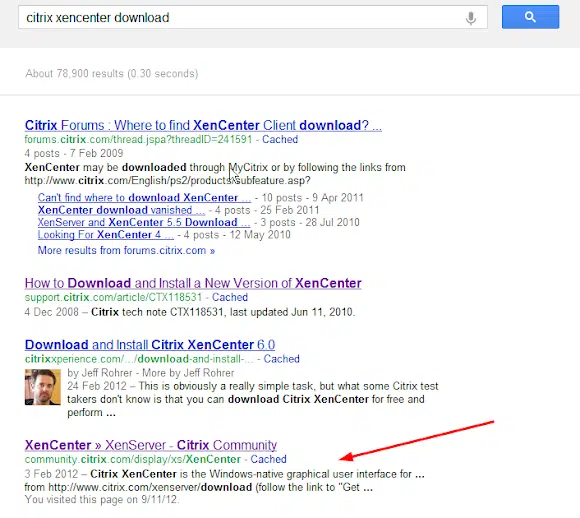 citrix xencenter download
About 78,900 results (0.30 seconds)
Citrix Forums : Where to find XenCenter Client download? ...
forums.citrix.com/thread.jspa?threadID=241591 - Cached
4 posts - 7 Feb 2009
XenCenter may be downloaded through MyCitrix or by following the links from
http://www.citrix.com/English/ps2/products/subfeature.asp?
Can't find where to download XenCenter ... - 10 posts - 9 Apr 2011
XenCenter download vanished ... - 4 posts - 25 Feb 2011
XenServer and XenCenter 5.5 Download ... - 3 posts - 28 Jul 2010
Looking For XenCenter 4 ... - 4 posts - 12 May 2010
More results from forums.citrix.com »
How to Download and Install a New Version of XenCenter
support.citrix.com/article/CTX118531 - Cached
4 Dec 2008 – Citrix tech note CTX118531, last updated Jun 11, 2010.
Download and Install Citrix XenCenter 6.0
citrixxperience.com/.../download-and-install-... - Cached
by Jeff Rohrer - More by Jeff Rohrer
24 Feb 2012 – This is obviously a really simple task, but what some Citrix test
takers don't know is that you can download Citrix XenCenter for free and
perform ...
XenCenter » XenServer - Citrix Community
community.citrix.com/display/xs/XenCenter - Cached
3 Feb 2012 – Citrix XenCenter is the Windows-native graphical user interface for ...
from http://www.citrix.com/xenserver/download (follow the link to "Get ...
You visited this page on 9/11/12.